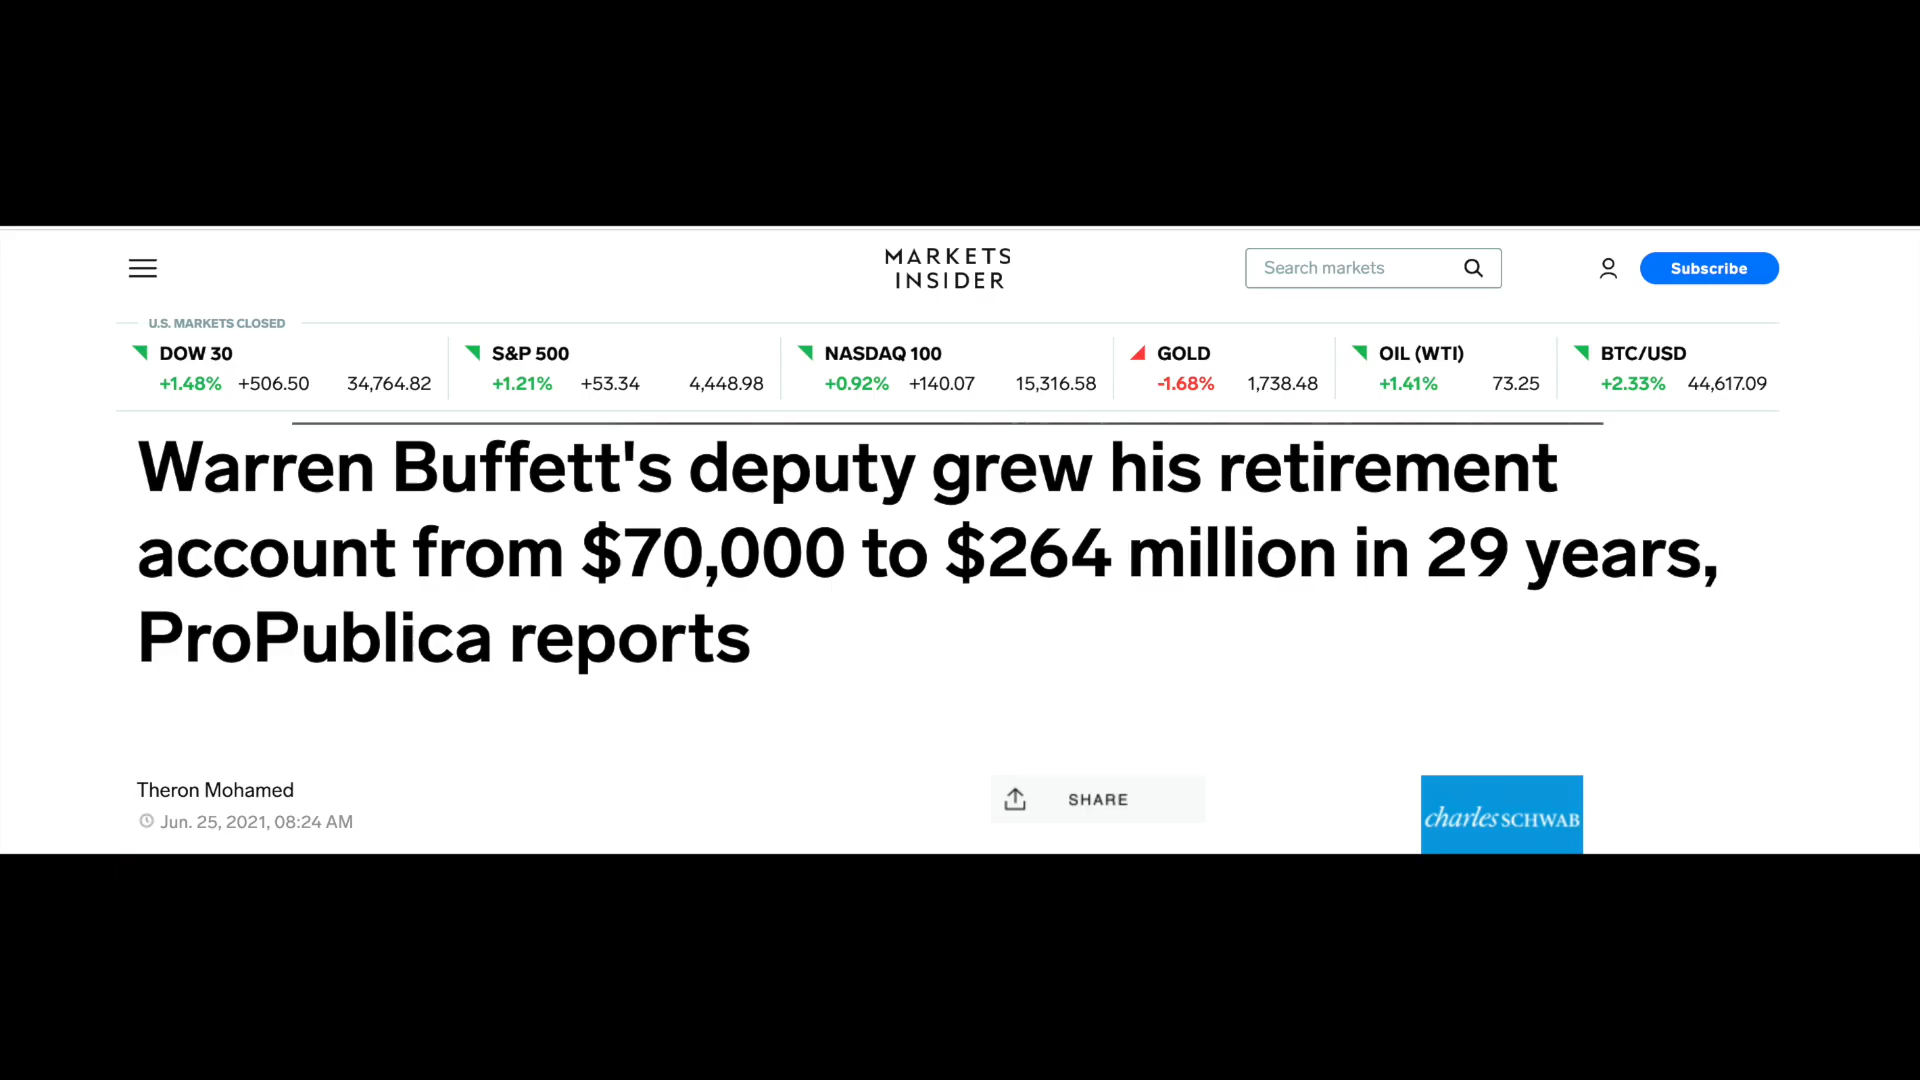 MARKETS
INSIDER
Search markets
Subscribe
U.S. MARKETS CLOSED
DOW 30
+1.48% +506.50 34,764.82
S&P 500
+1.21% +53.34 4,448.98
NASDAQ 100
+0.92% +140.07 15,316.58
GOLD
-1.68% 1,738.48
OIL (WTI)
+1.41% 73.25
BTC/USD
+2.33% 44,617.09
Warren Buffett's deputy grew his retirement
account from $70,000 to $264 million in 29 years,
ProPublica reports
Theron Mohamed
Jun. 25, 2021, 08:24 AM
SHARE
charles SCHWAB